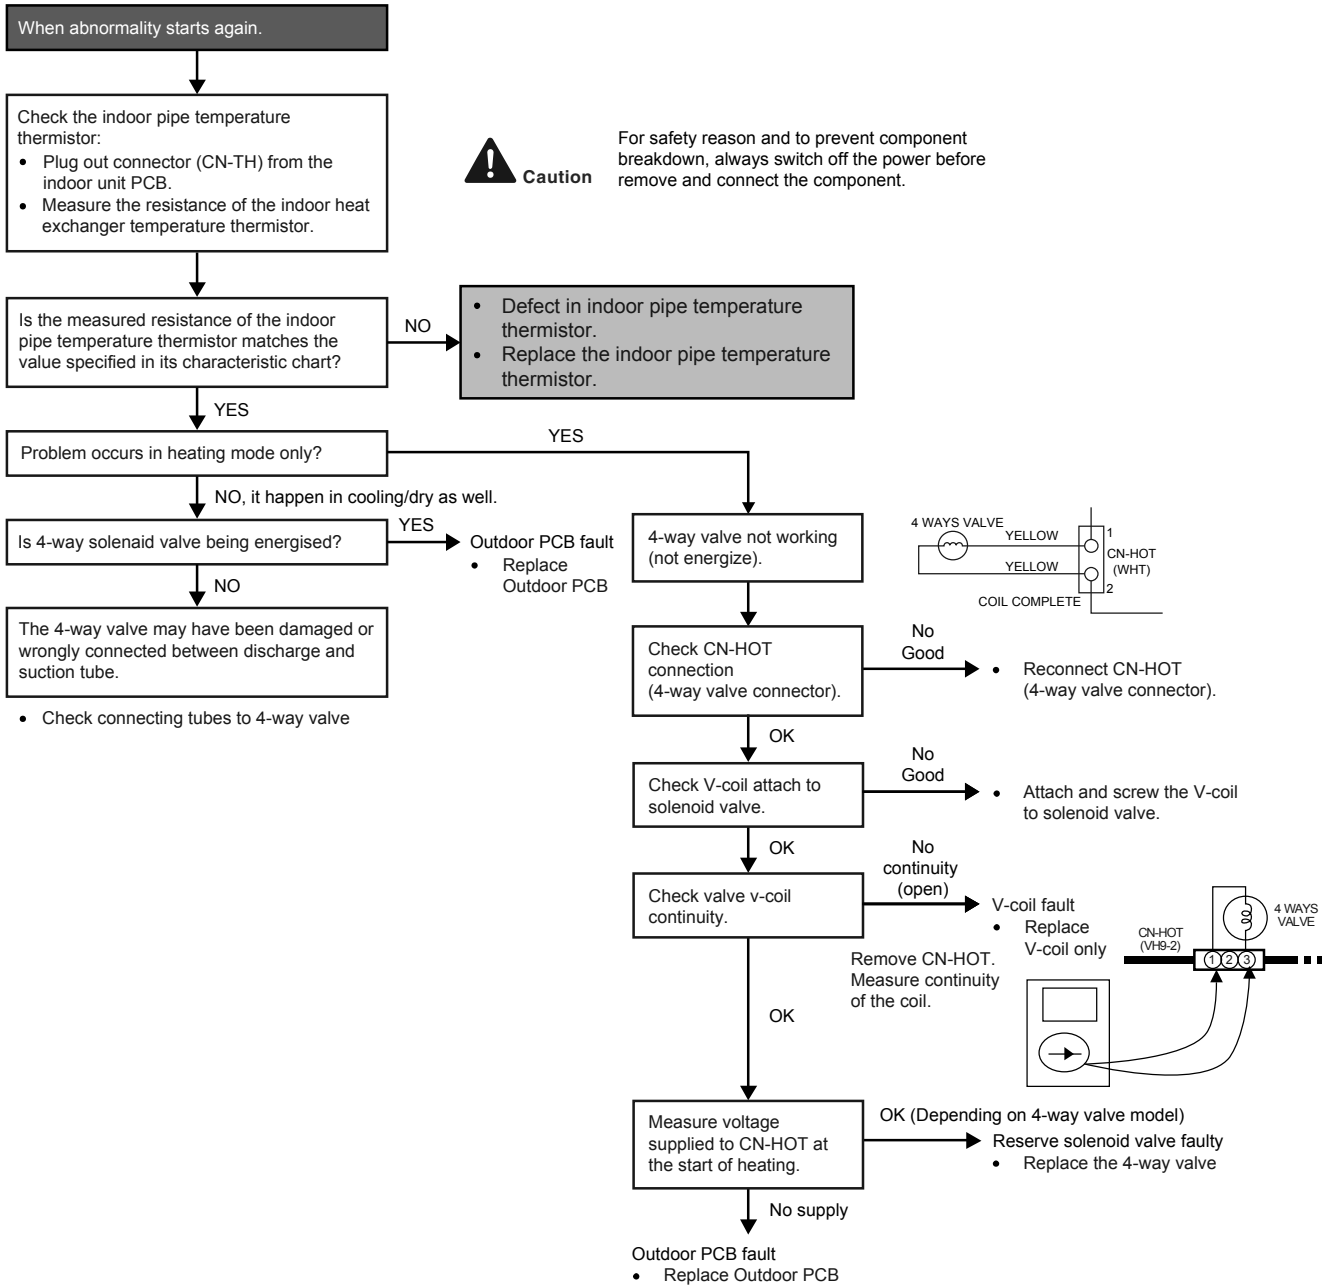 When abnormality starts again.
Check the indoor pipe temperature
thermistor:
• Plug out connector (CN-TH) from the
indoor unit PCB.
• Measure the resistance of the indoor heat
exchanger temperature thermistor.
Caution
For safety reason and to prevent component
breakdown, always switch off the power before
remove and connect the component.
Is the measured resistance of the indoor
pipe temperature thermistor matches the
value specified in its characteristic chart?
NO
• Defect in indoor pipe temperature
thermistor.
• Replace the indoor pipe temperature
thermistor.
YES
Problem occurs in heating mode only?
YES
NO, it happen in cooling/dry as well.
Is 4-way solenaid valve being energised?
YES
Outdoor PCB fault
• Replace
Outdoor PCB
NO
The 4-way valve may have been damaged or
wrongly connected between discharge and
suction tube.
• Check connecting tubes to 4-way valve
4-way valve not working
(not energize).
4 WAYS VALVE
YELLOW
YELLOW
1
CN-HOT
(WHT)
2
COIL COMPLETE
Check CN-HOT
connection
(4-way valve connector).
No
Good
• Reconnect CN-HOT
(4-way valve connector).
OK
Check V-coil attach to
solenoid valve.
No
Good
• Attach and screw the V-coil
to solenoid valve.
OK
Check valve v-coil
continuity.
No
continuity
(open)
V-coil fault
• Replace
V-coil only
Remove CN-HOT.
Measure continuity
of the coil.
4 WAYS
VALVE
CN-HOT
(VH9-2)
1 2 3
OK
Measure voltage
supplied to CN-HOT at
the start of heating.
OK (Depending on 4-way valve model)
Reserve solenoid valve faulty
• Replace the 4-way valve
No supply
Outdoor PCB fault
• Replace Outdoor PCB